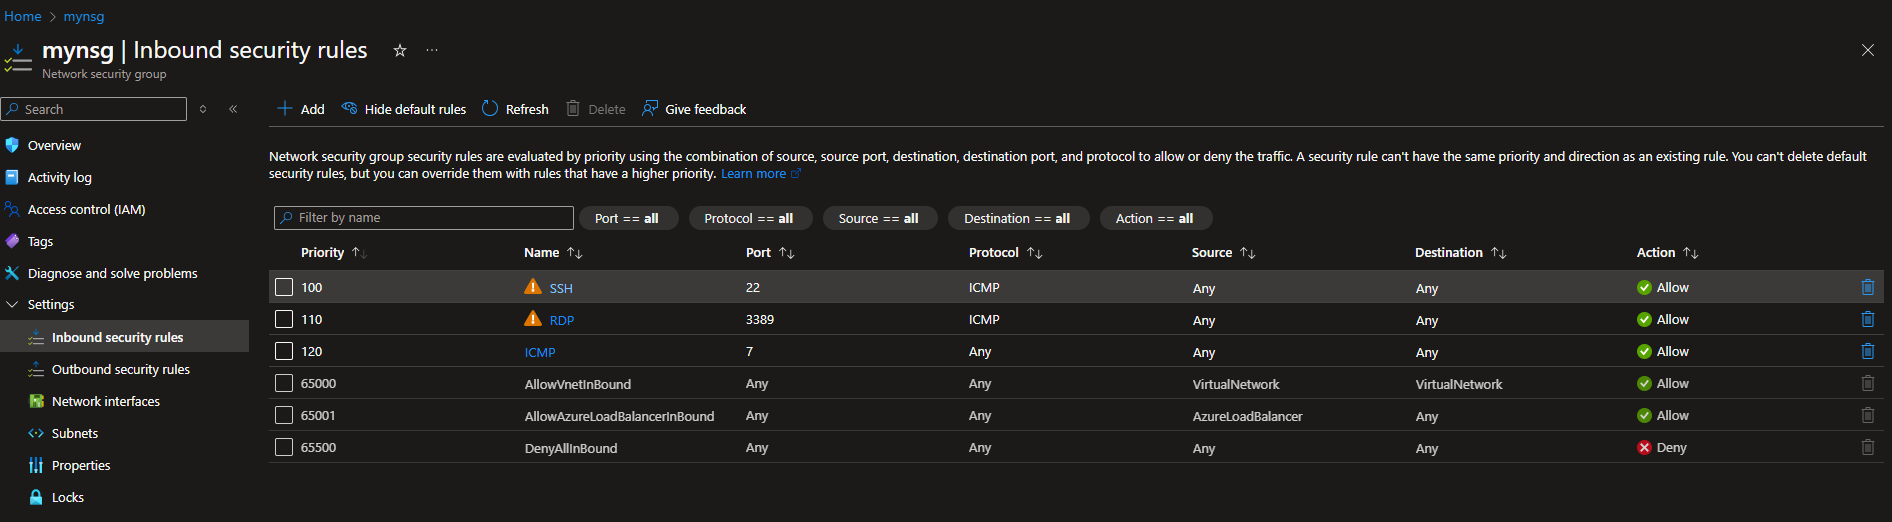 Home > mynsg
mynsg | Inbound security rules ☆ ···
Network security group
Search
Overview
Activity log
Access control (IAM)
Tags
Diagnose and solve problems
Settings
Inbound security rules
Outbound security rules
Network interfaces
Subnets
Properties
Locks
Add Hide default rules Refresh Delete Give feedback
Network security group security rules are evaluated by priority using the combination of source, source port, destination, destination port, and protocol to allow or deny the traffic. A security rule can't have the same priority and direction as an existing rule. You can't delete default
security rules, but you can override them with rules that have a higher priority. Learn more
Filter by name Port == all Protocol == all Source == all Destination == all Action == all
Priority ↑↓ Name ↑↓ Port ↑↓ Protocol ↑↓ Source ↑↓ Destination ↑↓ Action ↑↓
100 SSH 22 ICMP Any Any Allow
110 RDP 3389 ICMP Any Any Allow
120 ICMP 7 Any Any Any Allow
65000 AllowVnetInBound Any Any VirtualNetwork VirtualNetwork Allow
65001 AllowAzureLoadBalancerInBound Any Any AzureLoadBalancer Any Allow
65500 DenyAllInBound Any Any Any Any Deny